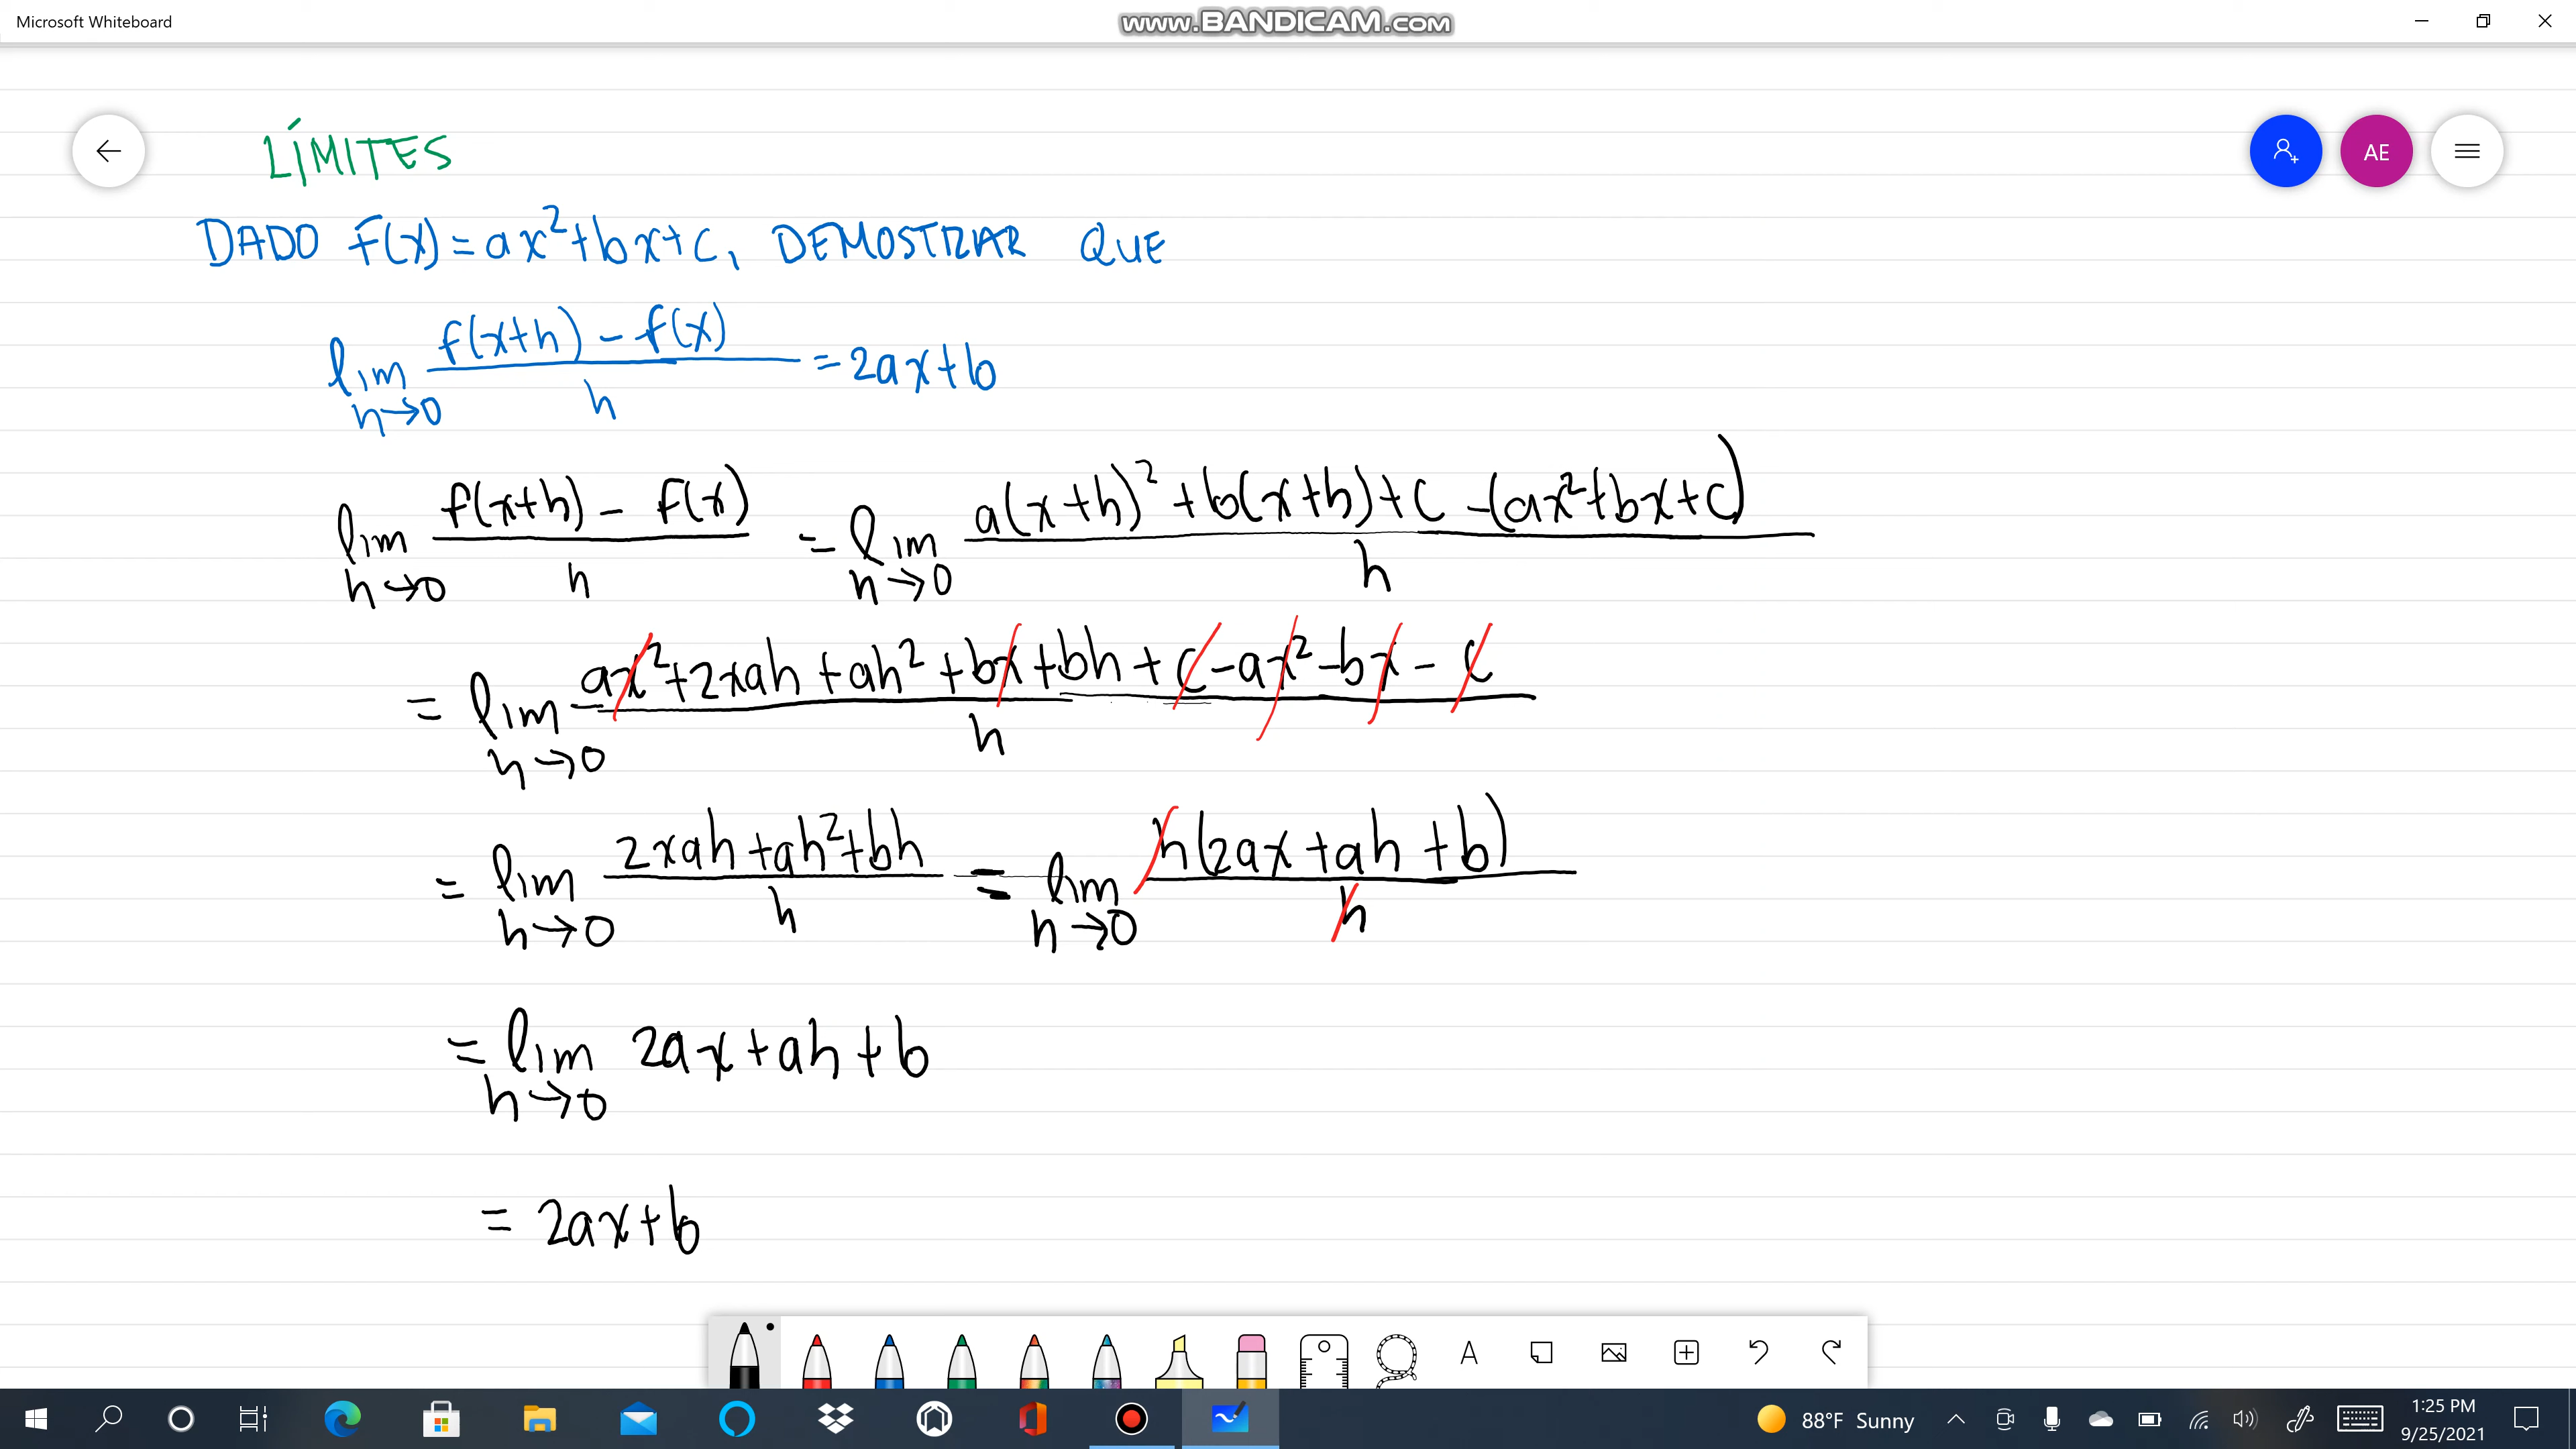 Microsoft Whiteboard
www.BANDICAM.com
LÍMITES
AE
DADO f(x)=ax²+bx+c, DEMOSTRAR QUE
lim h→0 (f(x+h) - f(x))/h = 2ax+b
lim h→0 (f(x+h) - f(x))/h = lim h→0 (a(x+h)²+b(x+h)+c-(ax²+bx+c))/h
= lim h→0 (ax²+2xah+ah²+bx+bh+c-ax²-bx-c)/h
= lim h→0 (2xah+ah²+bh)/h = lim h→0 h(2ax+ah+b)/h
= lim h→0 2ax+ah+b
= 2ax+b
A
88°F Sunny
1:25 PM
9/25/2021